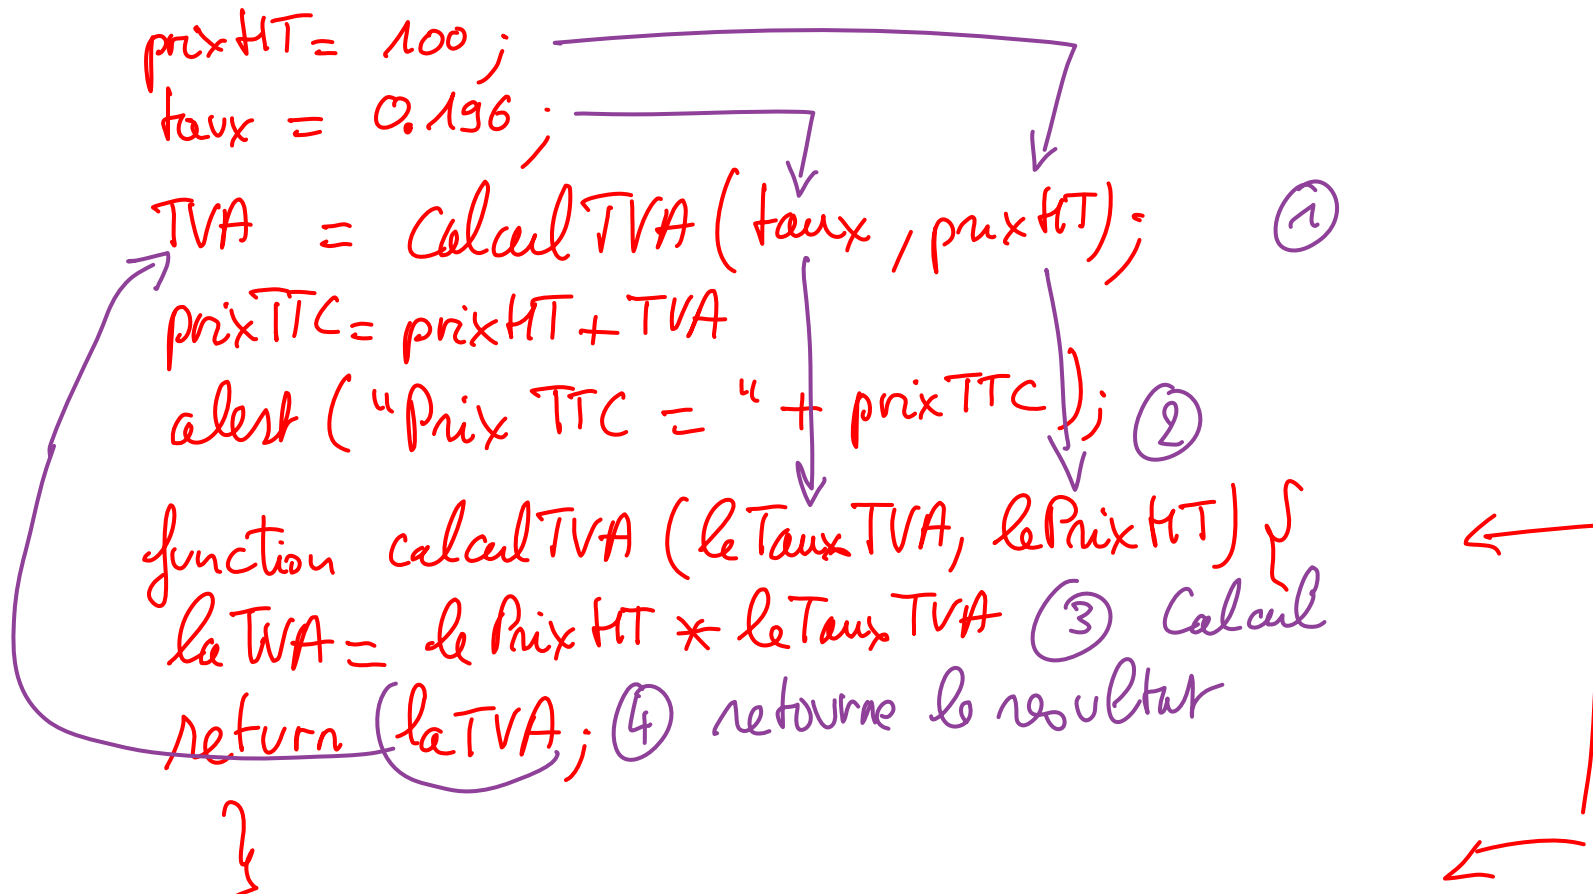 prixHT = 100 ;
taux = 0.196 ;
TVA = CalculTVA (taux , prixHT) ; 1
prixTTC = prixHT + TVA
alert ("Prix TTC = " + prixTTC) ; 2
function calculTVA (leTauxTVA, lePrixHT) {
laTVA = lePrixHT * leTauxTVA 3 Calcul
return laTVA ; 4 retourne le resultat
}